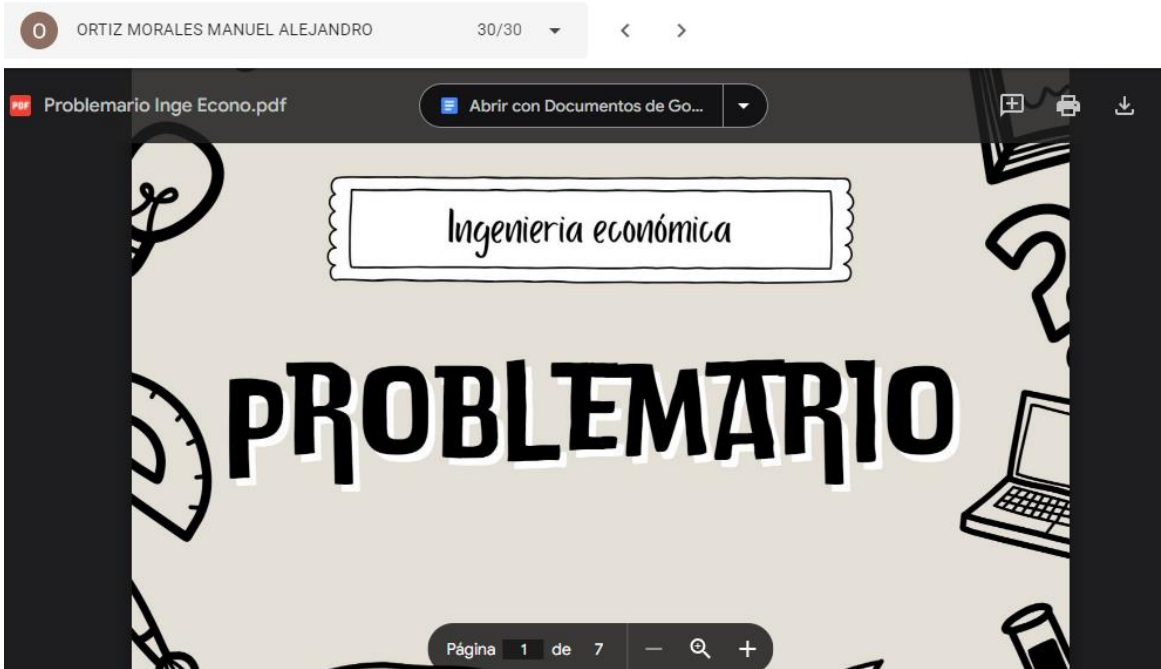 O ORTIZ MORALES MANUEL ALEJANDRO 30/30
PDF Problemario Inge Econo.pdf Abrir con Documentos de Go...
Ingenieria económica
PROBLEMARIO
Página 1 de 7